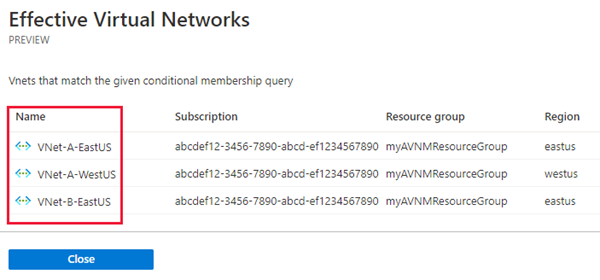 Effective Virtual Networks
PREVIEW
Vnets that match the given conditional membership query
Name Subscription Resource group Region
VNet-A-EastUS abcdef12-3456-7890-abcd-ef1234567890 myAVNMResourceGroup eastus
VNet-A-WestUS abcdef12-3456-7890-abcd-ef1234567890 myAVNMResourceGroup westus
VNet-B-EastUS abcdef12-3456-7890-abcd-ef1234567890 myAVNMResourceGroup eastus
Close